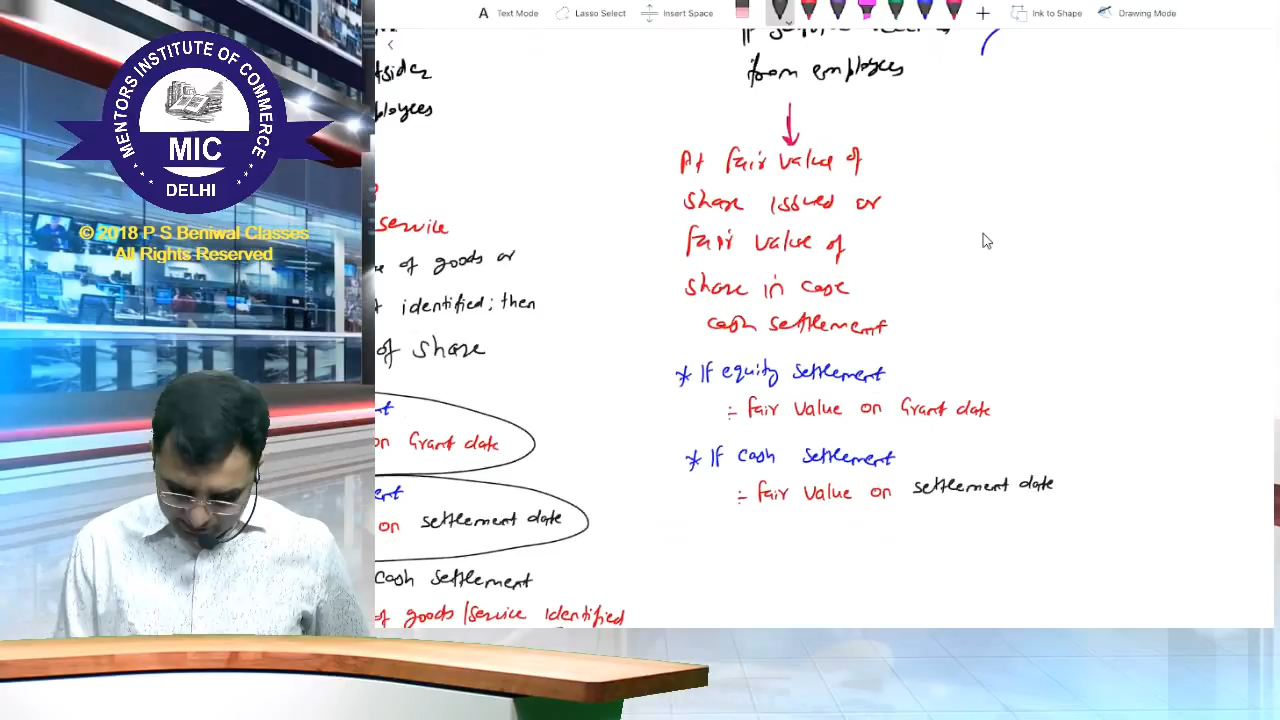 Text Mode
Lasso Select
Insert Space
Ink to Shape
Drawing Mode
MENTORS INSTITUTE OF COMMERCE
MIC
DELHI
© 2018 P S Beniwal Classes
All Rights Reserved
service
of goods or
identified; then
of share
on Grant date
on settlement date
cash settlement
of goods/service identified
from employees
At fair value of
share issued or
fair value of
share in case
cash settlement
* If equity settlement
:- fair value on Grant date
* If cash settlement
:- fair value on settlement date